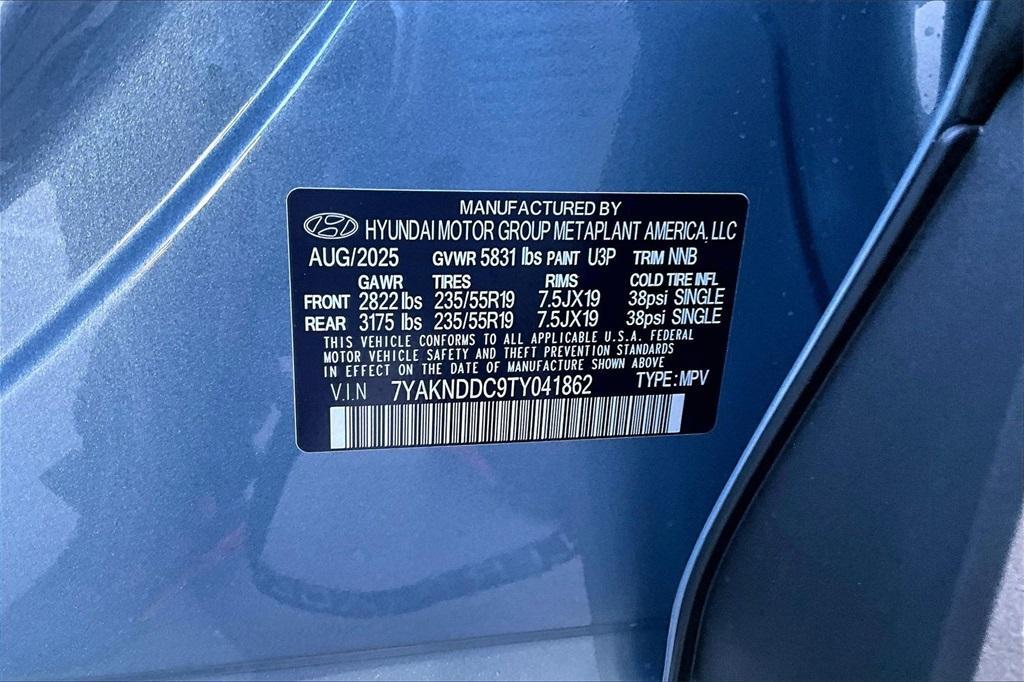 MANUFACTURED BY
HYUNDAI MOTOR GROUP METAPLANT AMERICA, LLC
AUG/2025 GVWR 5831 lbs PAINT U3P TRIM NNB
GAWR TIRES RIMS COLD TIRE INFL
FRONT 2822 lbs 235/55R19 7.5JX19 38psi SINGLE
REAR 3175 lbs 235/55R19 7.5JX19 38psi SINGLE
THIS VEHICLE CONFORMS TO ALL APPLICABLE U.S.A. FEDERAL
MOTOR VEHICLE SAFETY AND THEFT PREVENTION STANDARDS
IN EFFECT ON THE DATE OF MANUFACTURE SHOWN ABOVE
V.I.N 7YAKNDDC9TY041862 TYPE: MPV